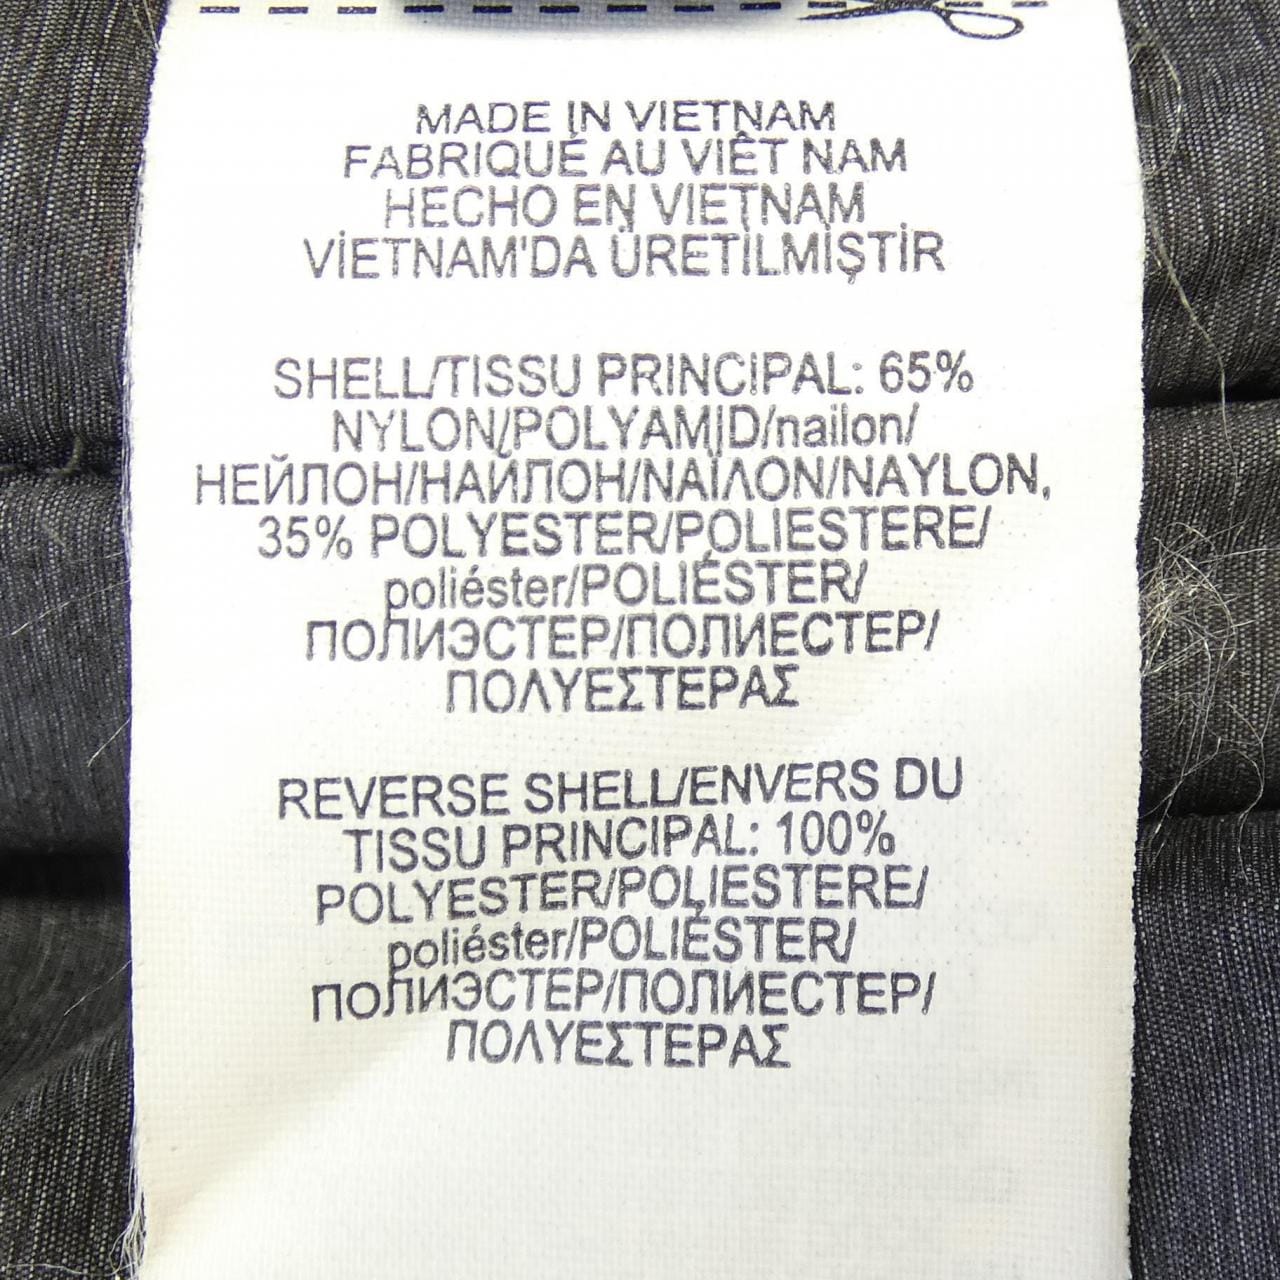 MADE IN VIETNAM
FABRIQUÉ AU VIÊT NAM
HECHO EN VIETNAM
VİETNAM'DA ÜRETİLMİŞTİR
SHELL/TISSU PRINCIPAL: 65%
NYLON/POLYAMID/nailon/
НЕЙЛОН/НАЙЛОН/ΝΑΪΛΟΝ/NAYLON,
35% POLYESTER/POLIESTERE/
poliéster/POLIÉSTER/
ПОЛИЭСТЕР/ПОЛИЕСТЕР/
ΠΟΛΥΕΣΤΕΡΑΣ
REVERSE SHELL/ENVERS DU
TISSU PRINCIPAL: 100%
POLYESTER/POLIESTERE/
poliéster/POLIÉSTER/
ПОЛИЭСТЕР/ПОЛИЕСТЕР/
ΠΟΛΥΕΣΤΕΡΑΣ